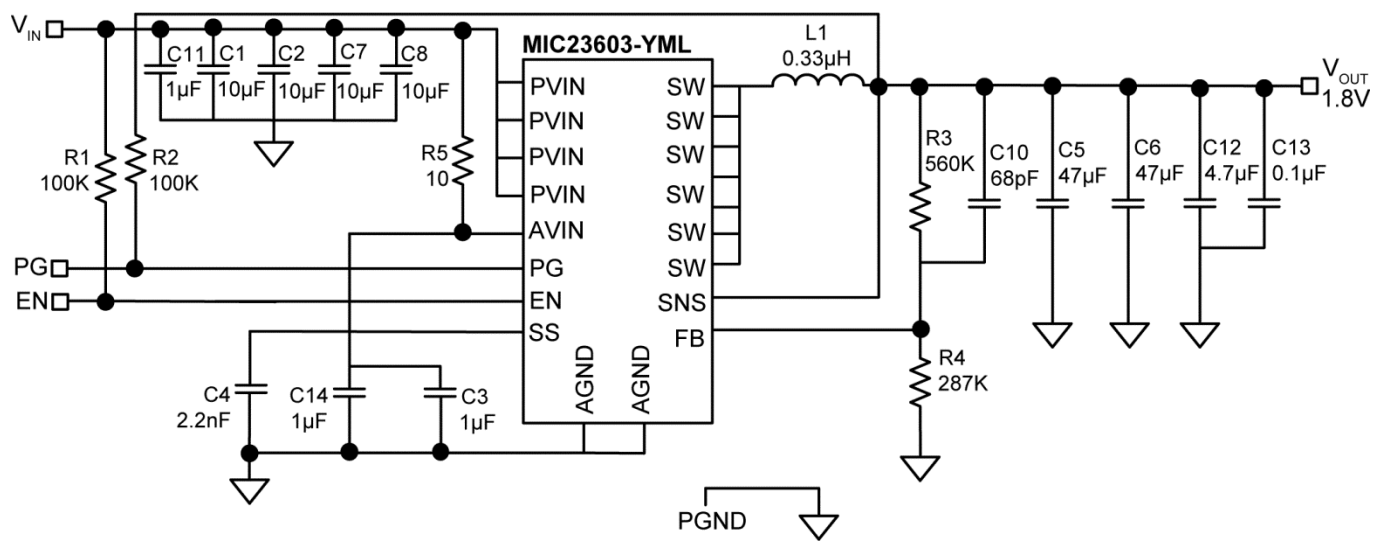 V_IN
C11
1µF
C1
10µF
C2
10µF
C7
10µF
C8
10µF
MIC23603-YML
L1
0.33µH
V_OUT
1.8V
PVIN
PVIN
PVIN
PVIN
AVIN
PG
EN
SS
SW
SW
SW
SW
SW
SW
SNS
FB
AGND
AGND
R1
100K
R2
100K
R5
10
PG
EN
R3
560K
C10
68pF
C5
47µF
C6
47µF
C12
4.7µF
C13
0.1µF
R4
287K
C4
2.2nF
C14
1µF
C3
1µF
PGND